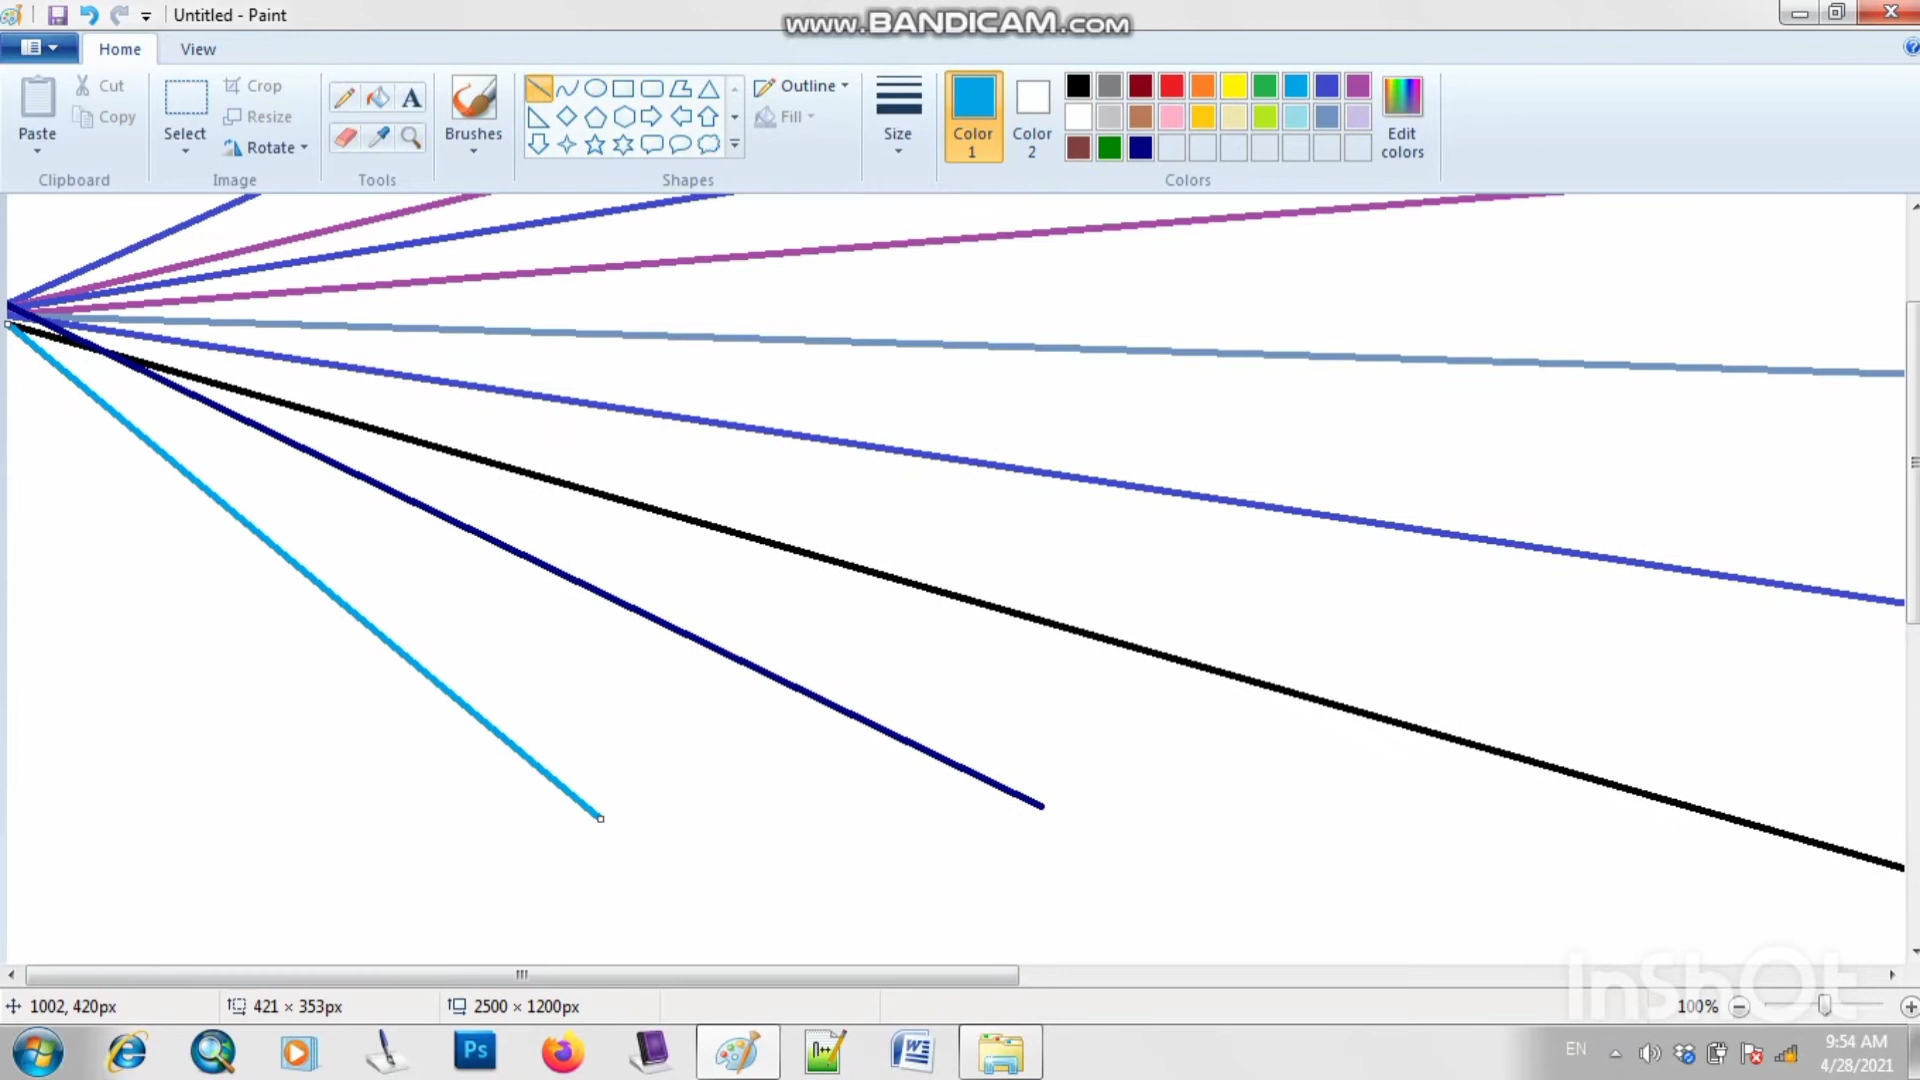 Untitled - Paint
www.BANDICAM.com
Home
View
Paste
Cut
Copy
Clipboard
Select
Crop
Resize
Rotate
Image
Tools
Brushes
Shapes
Outline
Fill
Size
Color 1
Color 2
Edit colors
Colors
InShOt
1002, 420px
421 × 353px
2500 × 1200px
100%
Ps
n++
W
EN
9:54 AM
4/28/2021